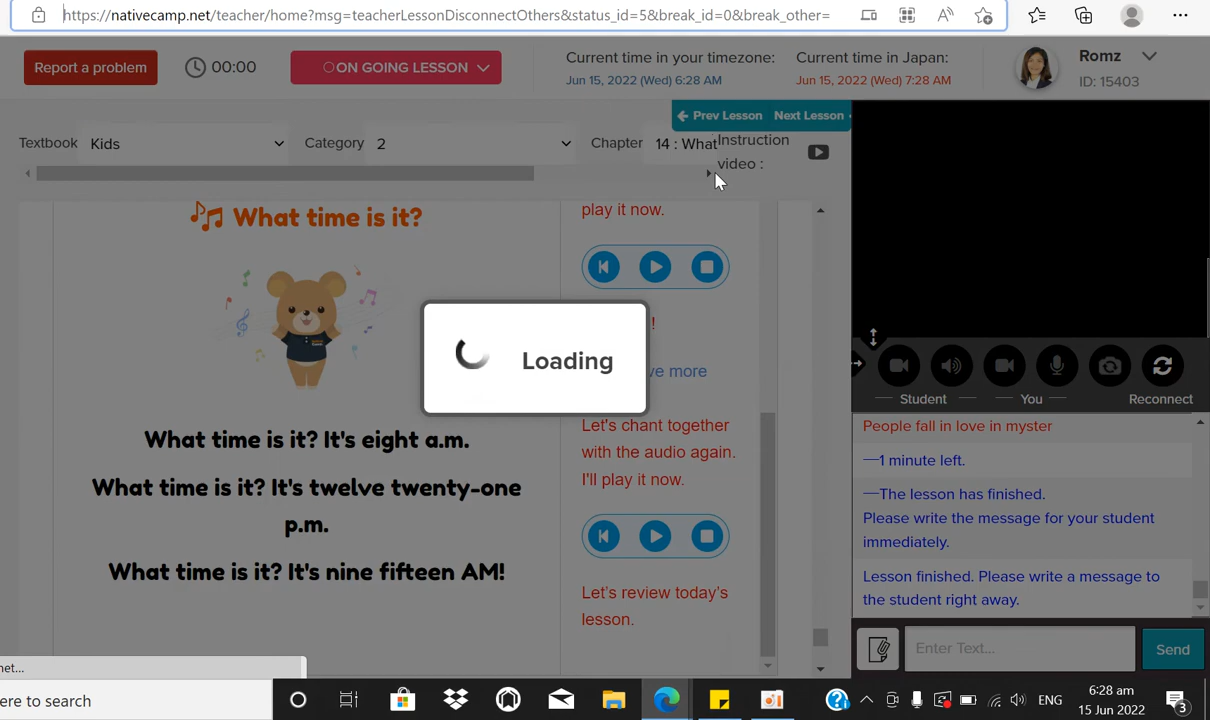 https://nativecamp.net/teacher/home?msg=teacherLessonDisconnectOthers&status_id=5&break_id=0&break_other=
Report a problem
00:00
ON GOING LESSON
Current time in your timezone:
Jun 15, 2022 (Wed) 6:28 AM
Current time in Japan:
Jun 15, 2022 (Wed) 7:28 AM
Romz
ID: 15403
Prev Lesson Next Lesson
Textbook Kids
Category 2
Chapter 14 : What
Instruction
video :
What time is it?
What time is it? It's eight a.m.
What time is it? It's twelve twenty-one
p.m.
What time is it? It's nine fifteen AM!
play it now.
!
more
Let's chant together
with the audio again.
I'll play it now.
Let's review today's
lesson.
Loading
Student
You
Reconnect
People fall in love in myster
—1 minute left.
—The lesson has finished.
Please write the message for your student
immediately.
Lesson finished. Please write a message to
the student right away.
Enter Text...
Send
net...
ere to search
ENG
6:28 am
15 Jun 2022
3